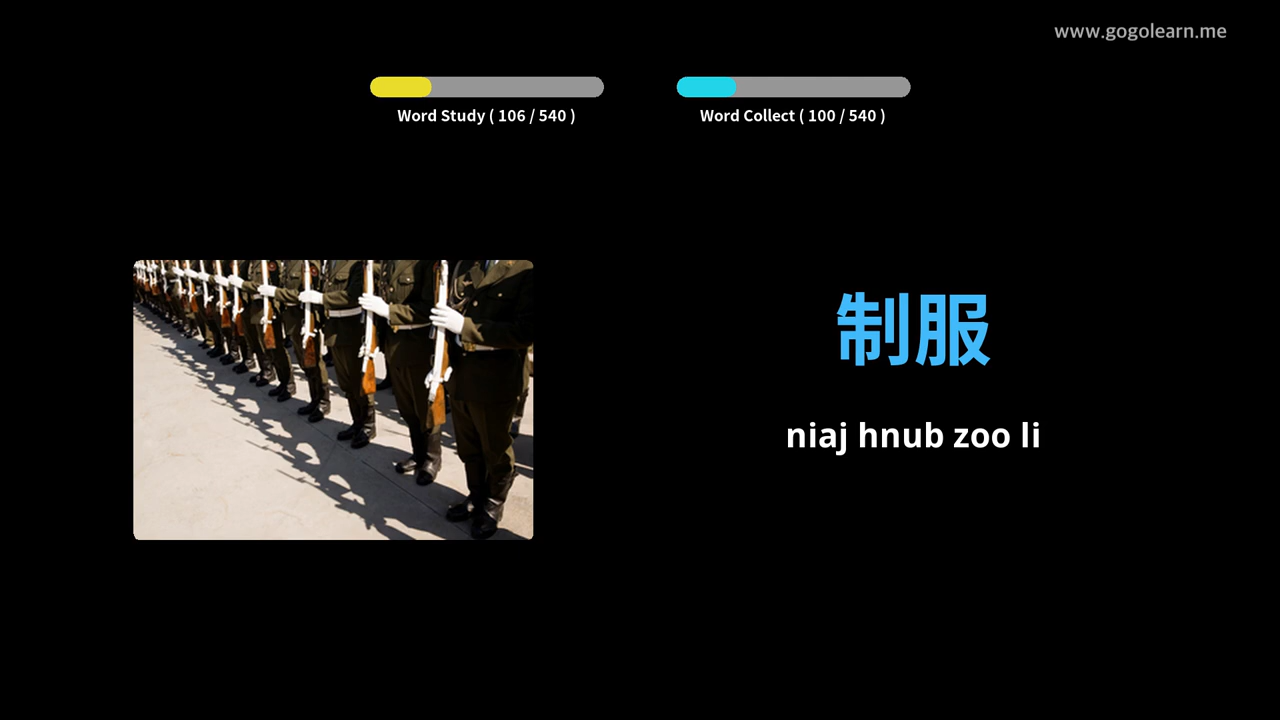 www.gogolearn.me
Word Study ( 106 / 540 )
Word Collect ( 100 / 540 )
制服
niaj hnub zoo li